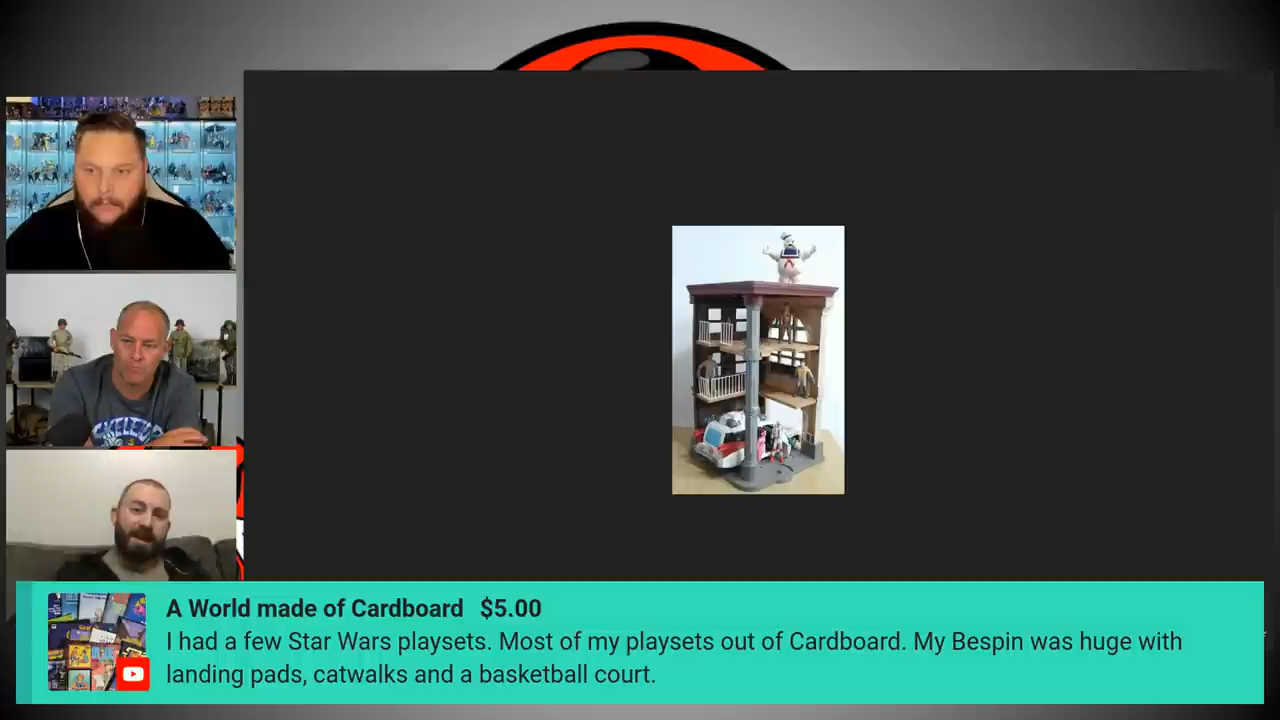 SKELETOR
A World made of Cardboard $5.00
I had a few Star Wars playsets. Most of my playsets out of Cardboard. My Bespin was huge with
landing pads, catwalks and a basketball court.